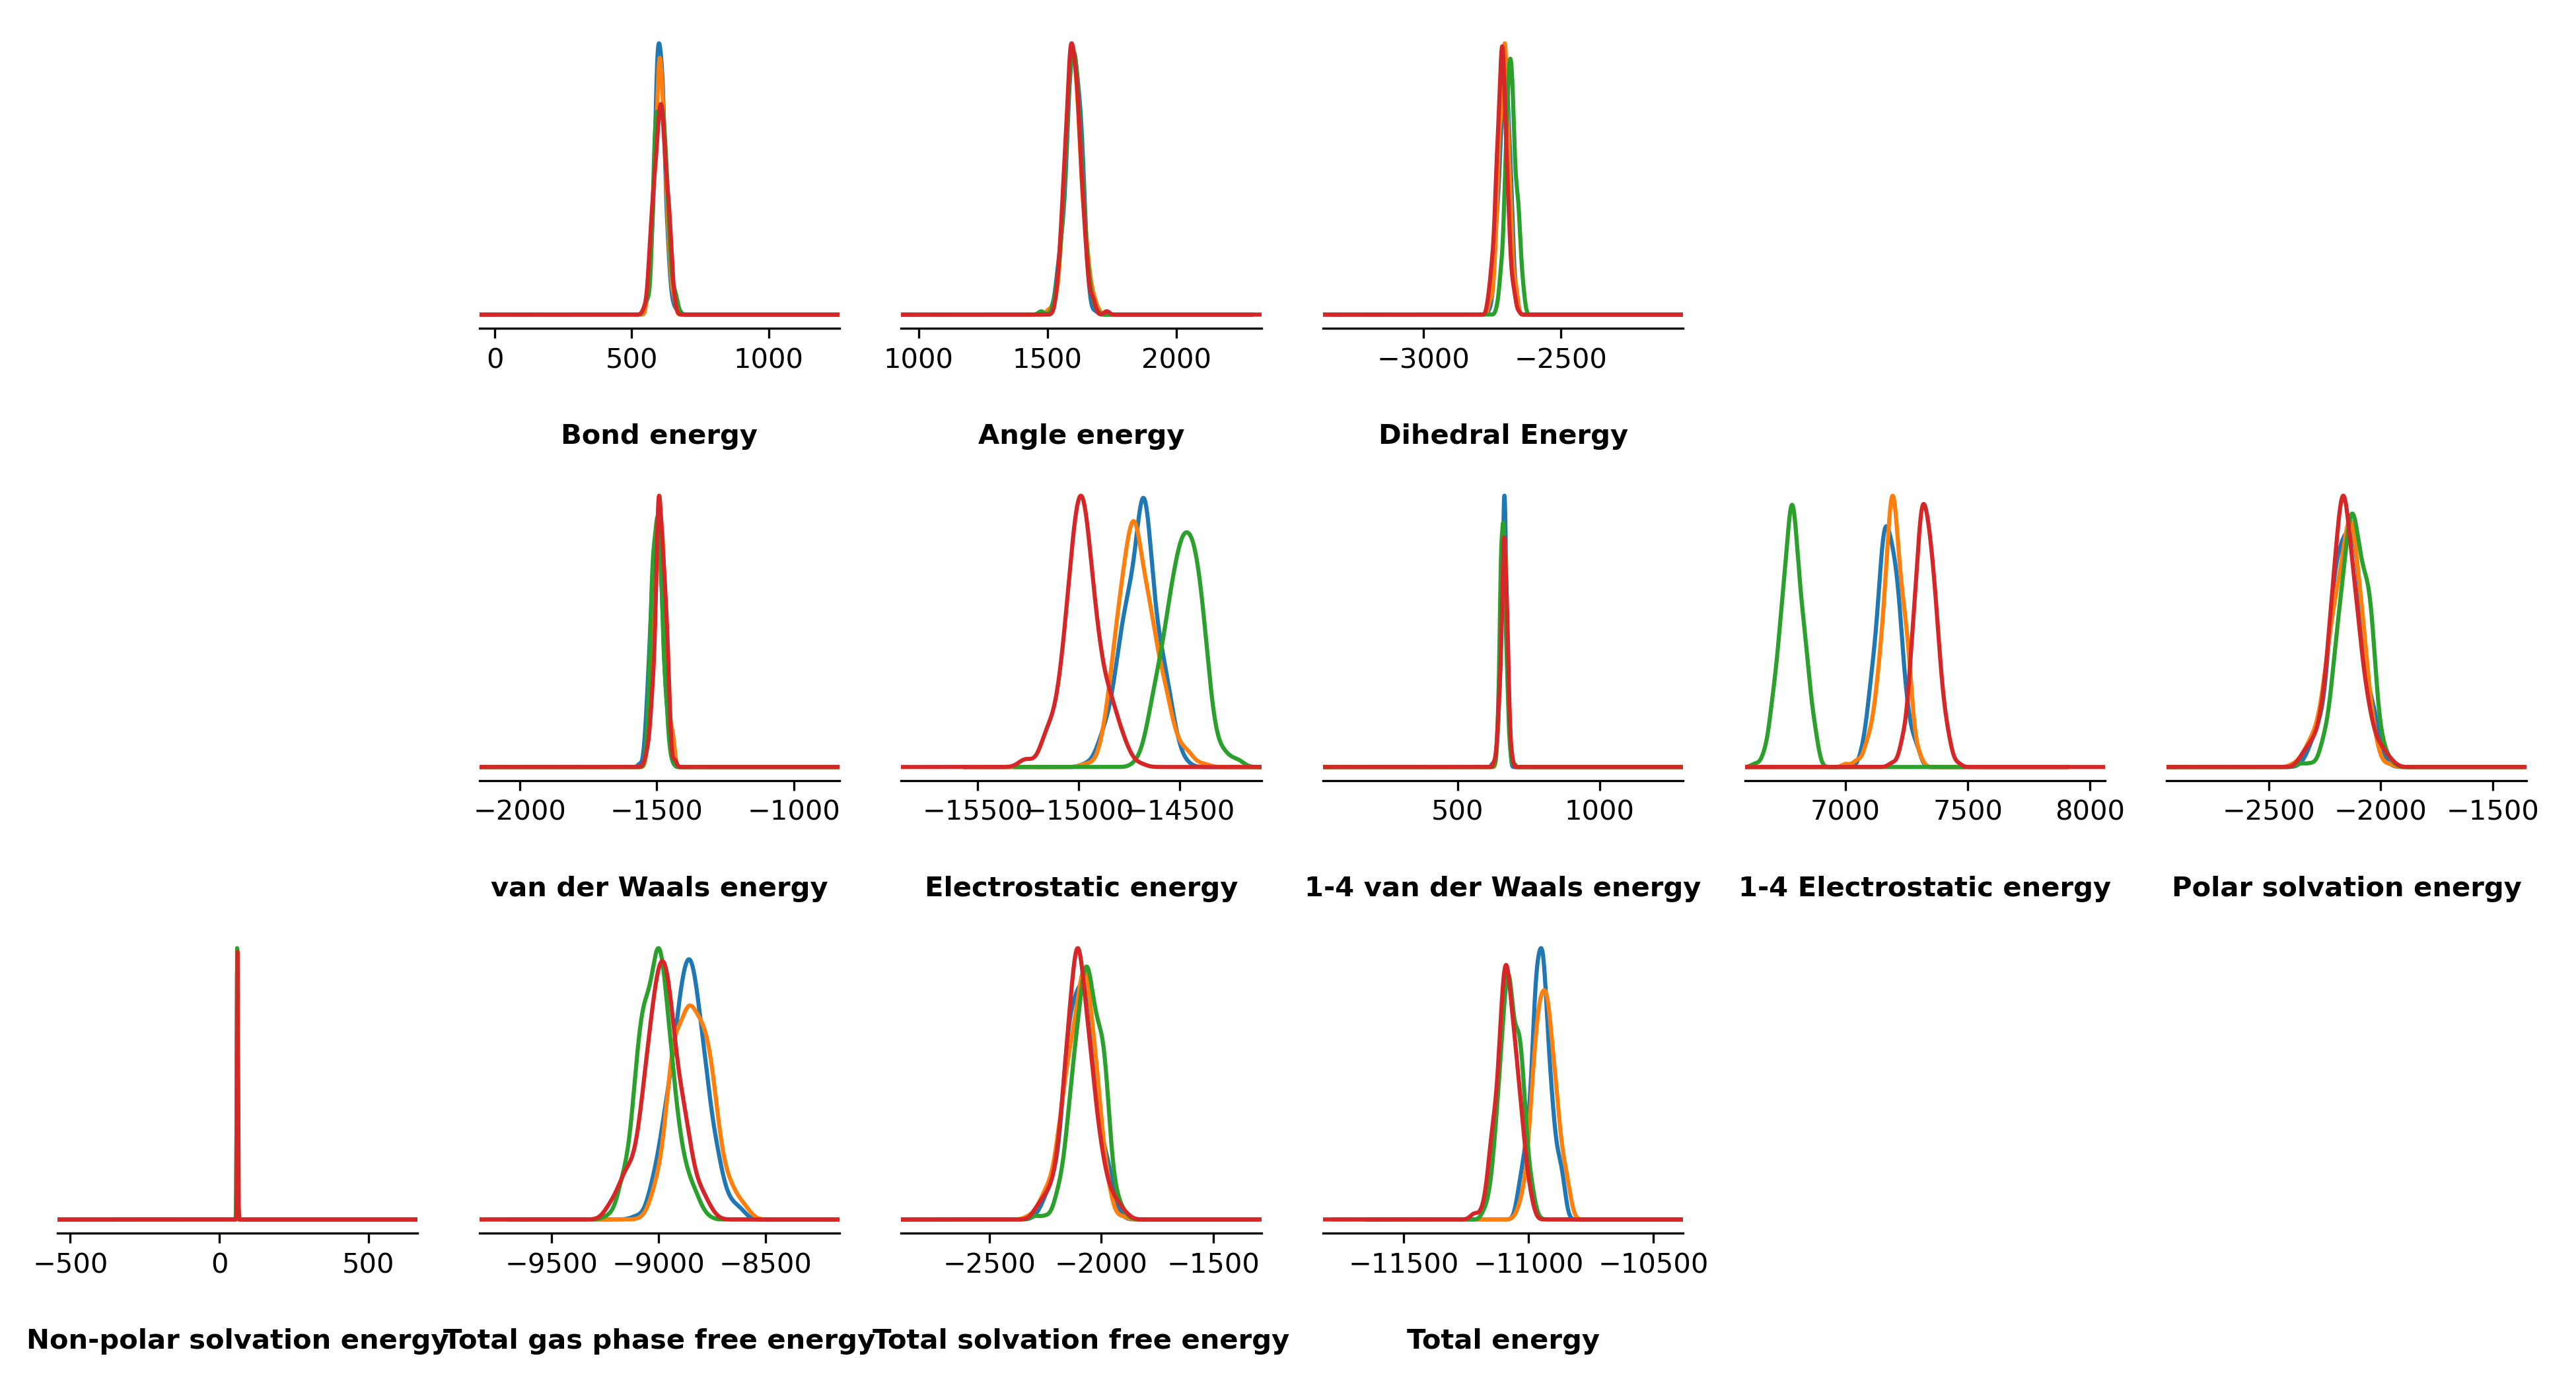 0 500 1000 1000 1500 2000 −3000 −2500
Bond energy Angle energy Dihedral Energy
−2000 −1500 −1000 −15500 −15000 −14500 500 1000 7000 7500 8000 −2500 −2000 −1500
van der Waals energy Electrostatic energy 1-4 van der Waals energy 1-4 Electrostatic energy Polar solvation energy
−500 0 500 −9500 −9000 −8500 −2500 −2000 −1500 −11500 −11000 −10500
Non-polar solvation energy Total gas phase free energy Total solvation free energy Total energy